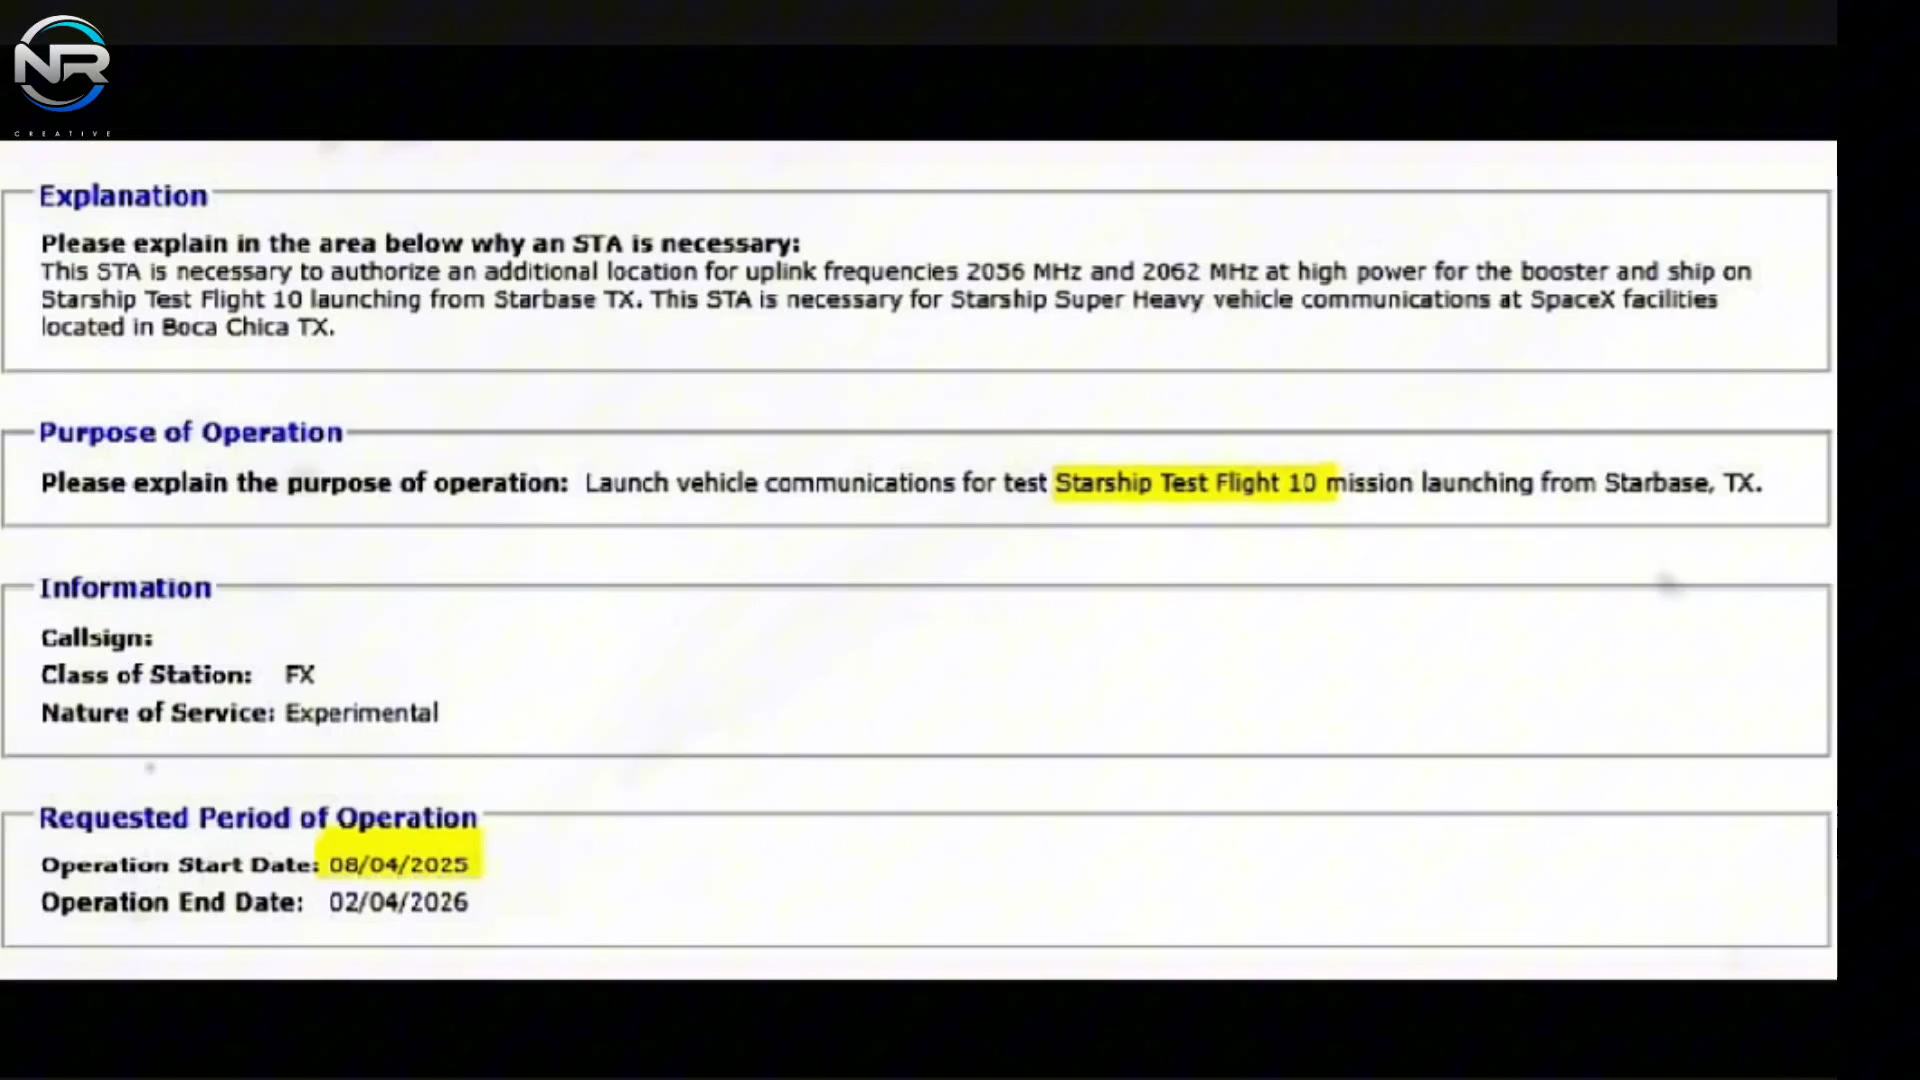 NR
CREATIVE
Explanation
Please explain in the area below why an STA is necessary:
This STA is necessary to authorize an additional location for uplink frequencies 2056 MHz and 2062 MHz at high power for the booster and ship on
Starship Test Flight 10 launching from Starbase TX. This STA is necessary for Starship Super Heavy vehicle communications at SpaceX facilities
located in Boca Chica TX.
Purpose of Operation
Please explain the purpose of operation: Launch vehicle communications for test Starship Test Flight 10 mission launching from Starbase, TX.
Information
Callsign:
Class of Station: FX
Nature of Service: Experimental
Requested Period of Operation
Operation Start Date: 08/04/2025
Operation End Date: 02/04/2026